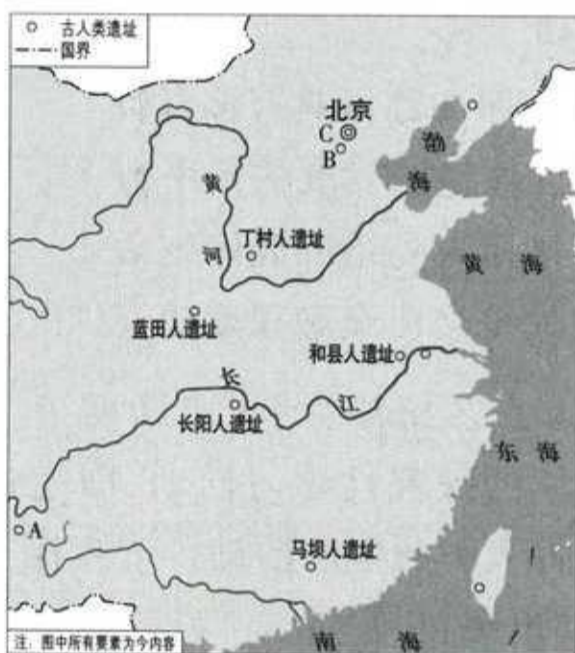 古人类遗址
国界
北京
C
B
渤
海
黄
河
丁村人遗址
黄 海
蓝田人遗址
和县人遗址
长
江
长阳人遗址
东 海
A
马坝人遗址
南 海
注：图中所有要素为今内容